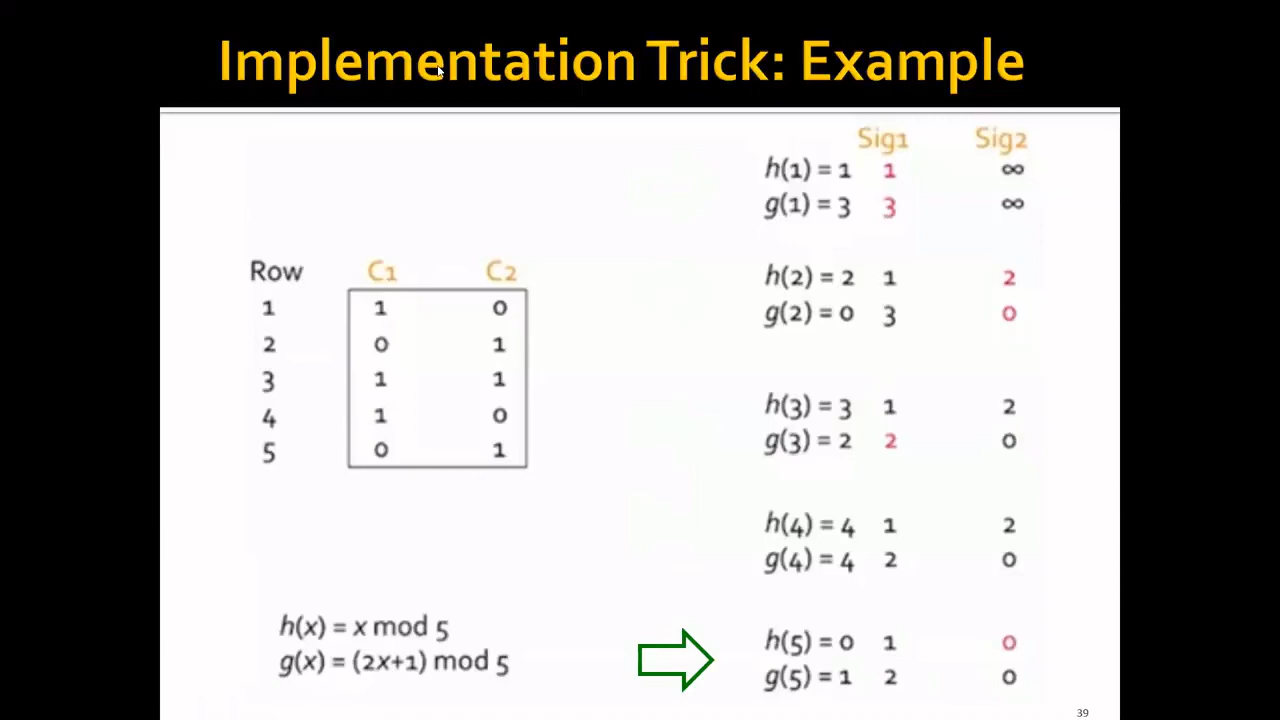 Implementation Trick: Example
Sig1 Sig2
h(1) = 1 1 ∞
g(1) = 3 3 ∞
h(2) = 2 1 2
g(2) = 0 3 0
Row C1 C2
1 1 0
2 0 1
3 1 1
4 1 0
5 0 1
h(3) = 3 1 2
g(3) = 2 2 0
h(4) = 4 1 2
g(4) = 4 2 0
h(x) = x mod 5
g(x) = (2x+1) mod 5
h(5) = 0 1 0
g(5) = 1 2 0
39